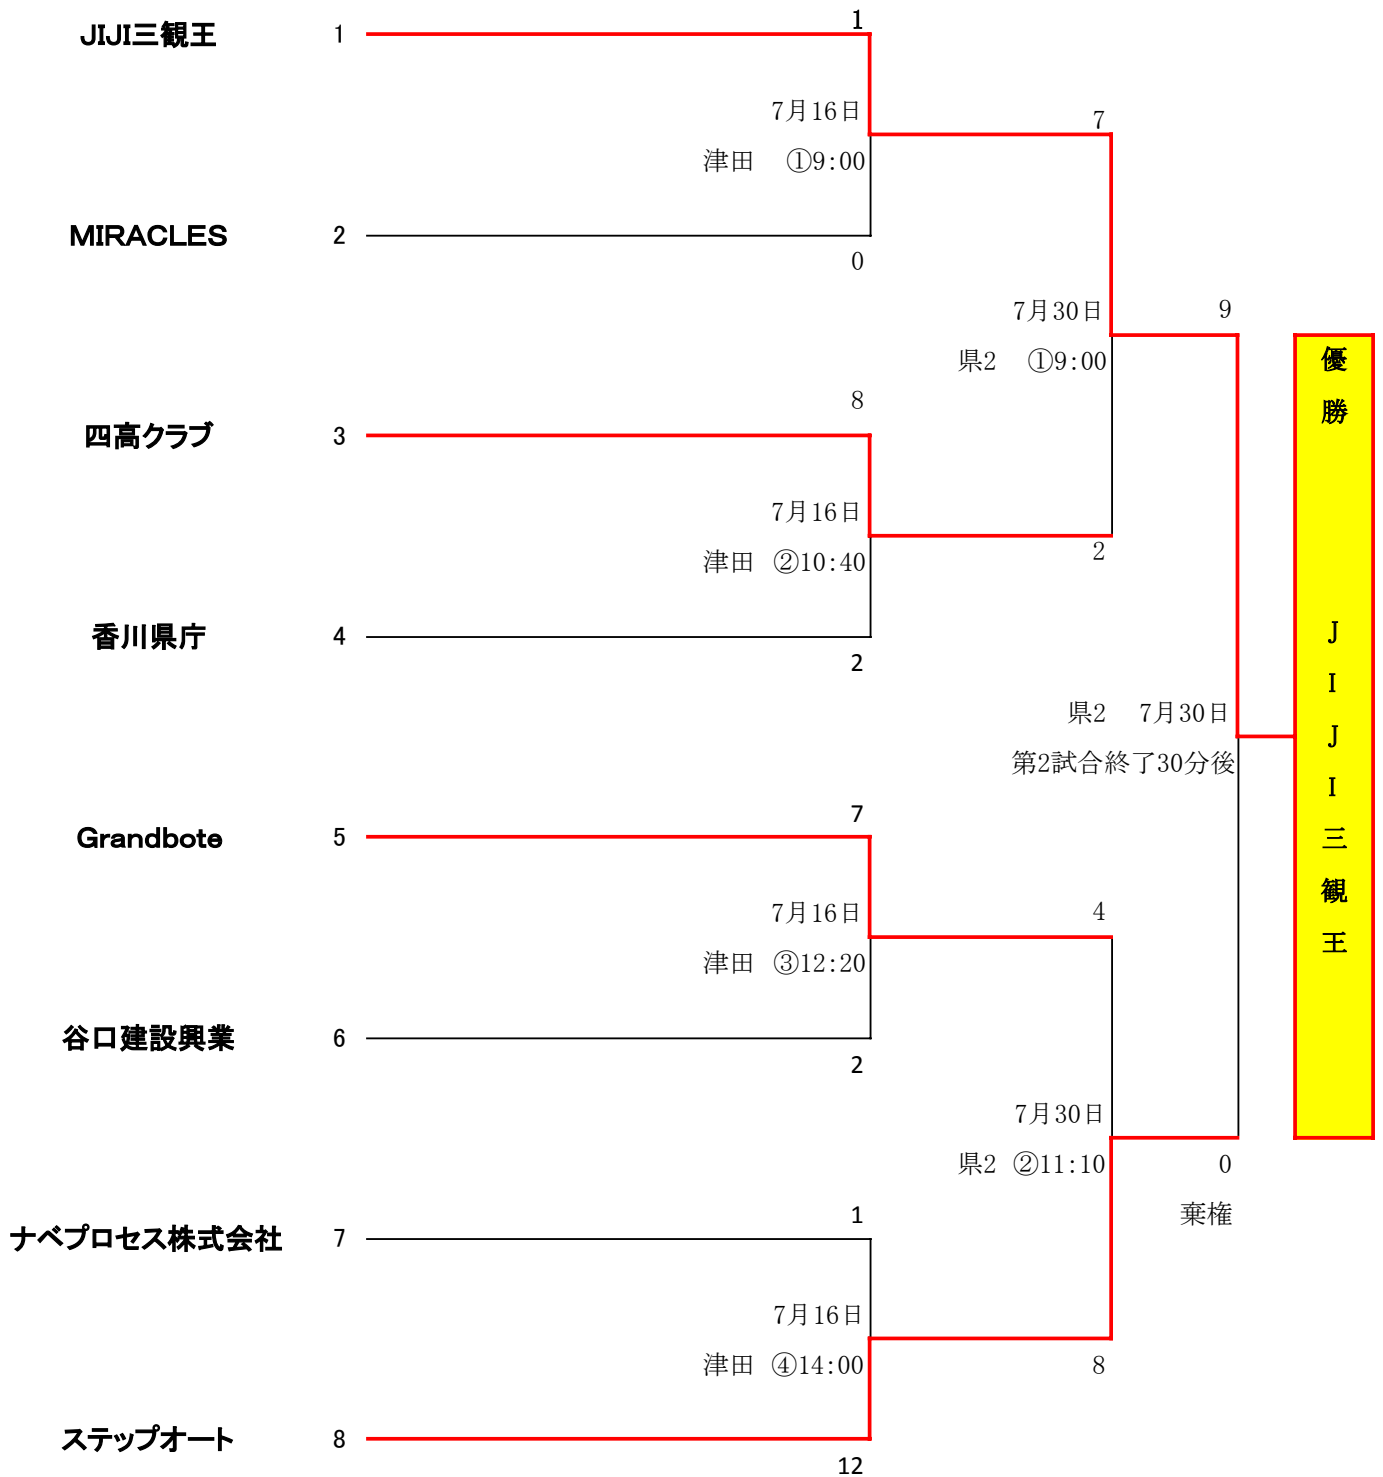 JIJI三観王 1 1
7月16日 7
津田 ①9:00
MIRACLES 2
0
7月30日 9
県2 ①9:00
8
四高クラブ 3
7月16日
津田 ②10:40 2
香川県庁 4
2
県2 7月30日
第2試合終了30分後
7
Grandbote 5
7月16日 4
津田 ③12:20
谷口建設興業 6
2
7月30日
県2 ②11:10 0
1 棄権
ナベプロセス株式会社 7
7月16日
津田 ④14:00 8
ステップオート 8
12
優勝 JIJI三観王